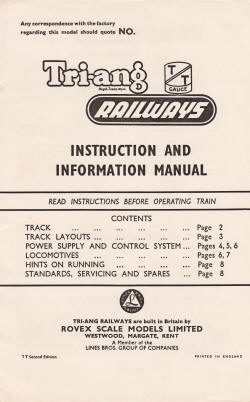 Any correspondence with the factory
regarding this model should quote NO.
Tri-ang
Regd. Trade Mark
D
TT
GAUGE
RAILWAYS
INSTRUCTION AND
INFORMATION MANUAL
READ INSTRUCTIONS BEFORE OPERATING TRAIN
CONTENTS
TRACK ... ... ... ... ... ... Page 2
TRACK LAYOUTS ... ... ... ... ... Page 3
POWER SUPPLY AND CONTROL SYSTEM ... Pages 4, 5, 6
LOCOMOTIVES ... ... ... ... ... Pages 6, 7
HINTS ON RUNNING ... ... ... ... Page 8
STANDARDS, SERVICING AND SPARES ... Page 8
TRI-ANG RAILWAYS are built in Britain by
ROVEX SCALE MODELS LIMITED
WESTWOOD, MARGATE, KENT
A Member of the
LINES BROS. GROUP OF COMPANIES
TT Second Edition
PRINTED IN ENGLAND